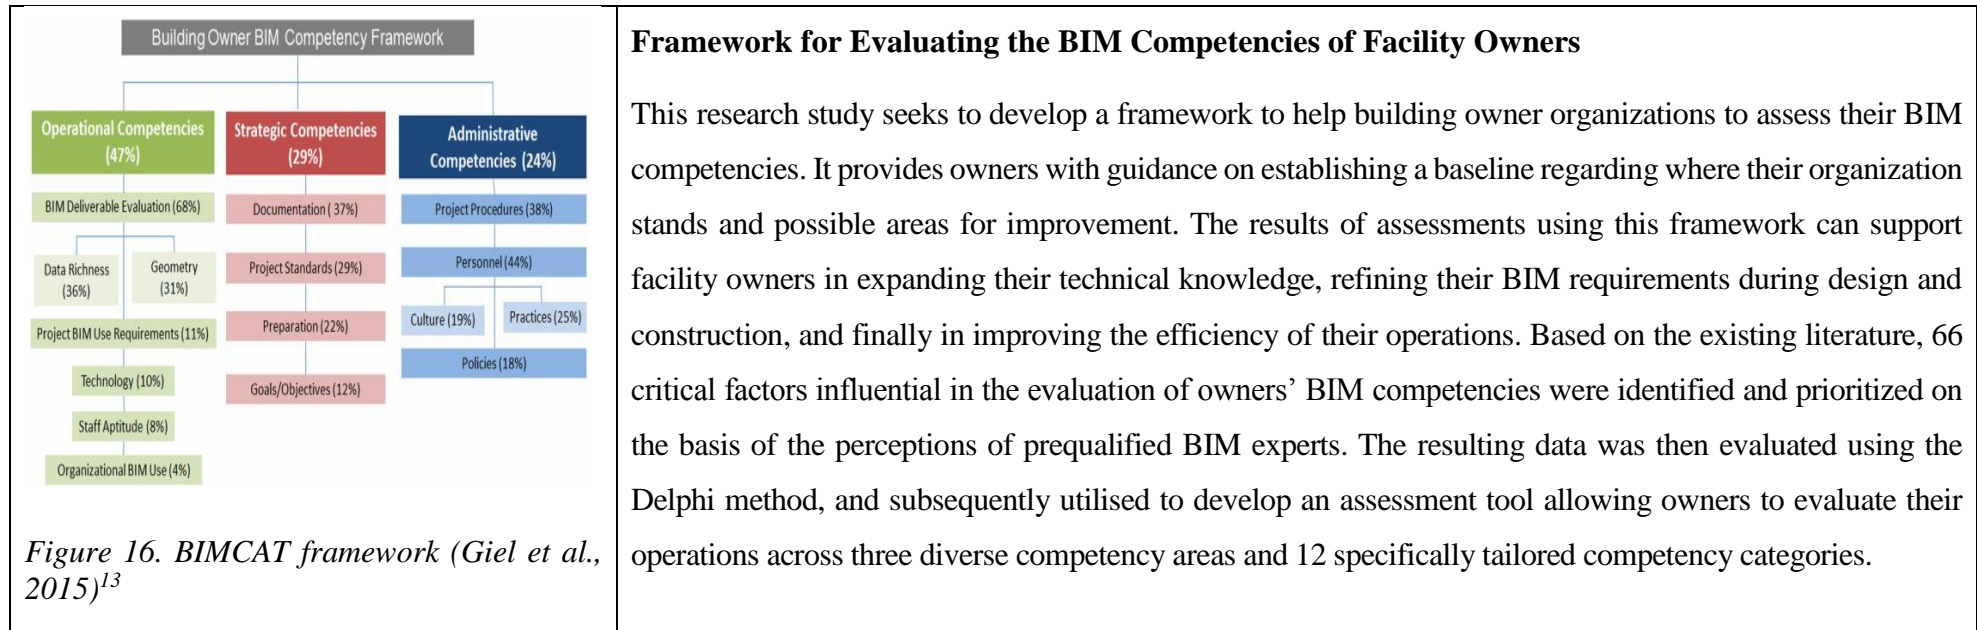 Building Owner BIM Competency Framework
Operational Competencies
(47%)
BIM Deliverable Evaluation (68%)
Data Richness
(36%)
Geometry
(31%)
Project BIM Use Requirements (11%)
Technology (10%)
Staff Aptitude (8%)
Organizational BIM Use (4%)
Strategic Competencies
(29%)
Documentation ( 37%)
Project Standards (29%)
Preparation (22%)
Goals/Objectives (12%)
Administrative
Competencies (24%)
Project Procedures (38%)
Personnel (44%)
Culture (19%)
Practices (25%)
Policies (18%)
Figure 16. BIMCAT framework (Giel et al.,
2015)13
Framework for Evaluating the BIM Competencies of Facility Owners
This research study seeks to develop a framework to help building owner organizations to assess their BIM
competencies. It provides owners with guidance on establishing a baseline regarding where their organization
stands and possible areas for improvement. The results of assessments using this framework can support
facility owners in expanding their technical knowledge, refining their BIM requirements during design and
construction, and finally in improving the efficiency of their operations. Based on the existing literature, 66
critical factors influential in the evaluation of owners’ BIM competencies were identified and prioritized on
the basis of the perceptions of prequalified BIM experts. The resulting data was then evaluated using the
Delphi method, and subsequently utilised to develop an assessment tool allowing owners to evaluate their
operations across three diverse competency areas and 12 specifically tailored competency categories.